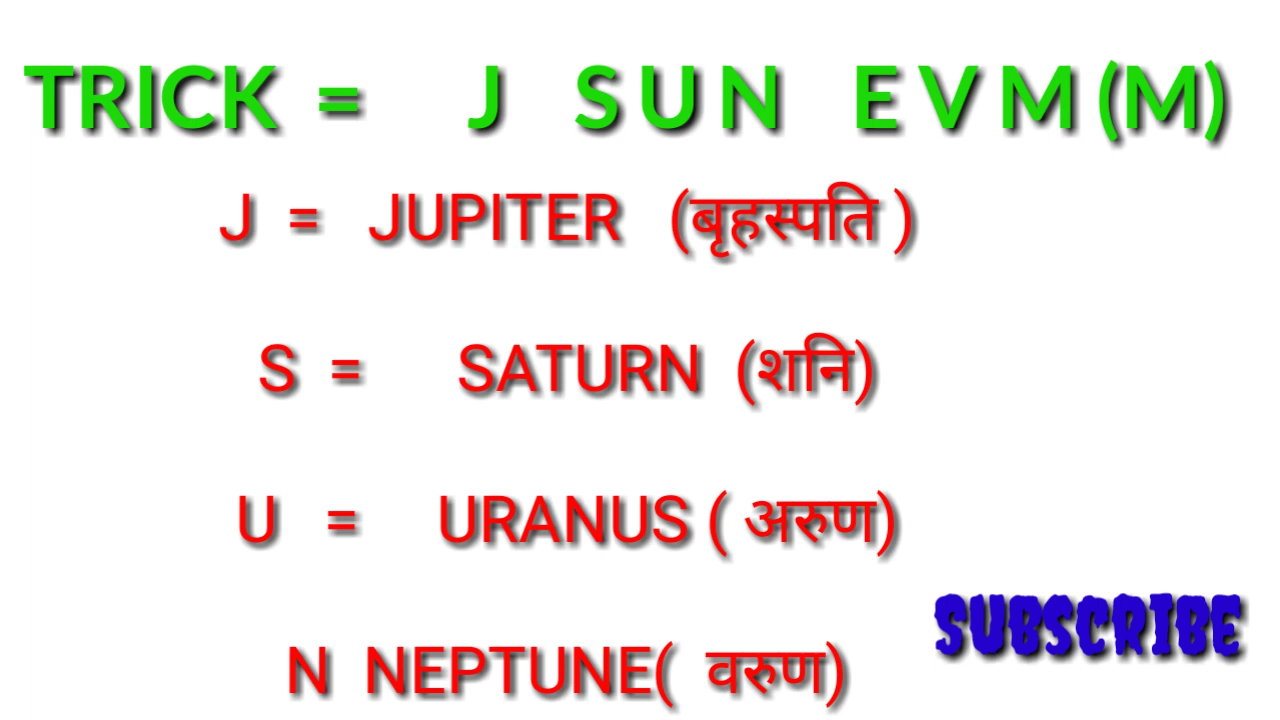 TRICK = J SUN EVM(M)
J = JUPITER (बृहस्पति )
S = SATURN (शनि)
U = URANUS ( अरुण)
SUBSCRIBE
N NEPTUNE( वरुण)